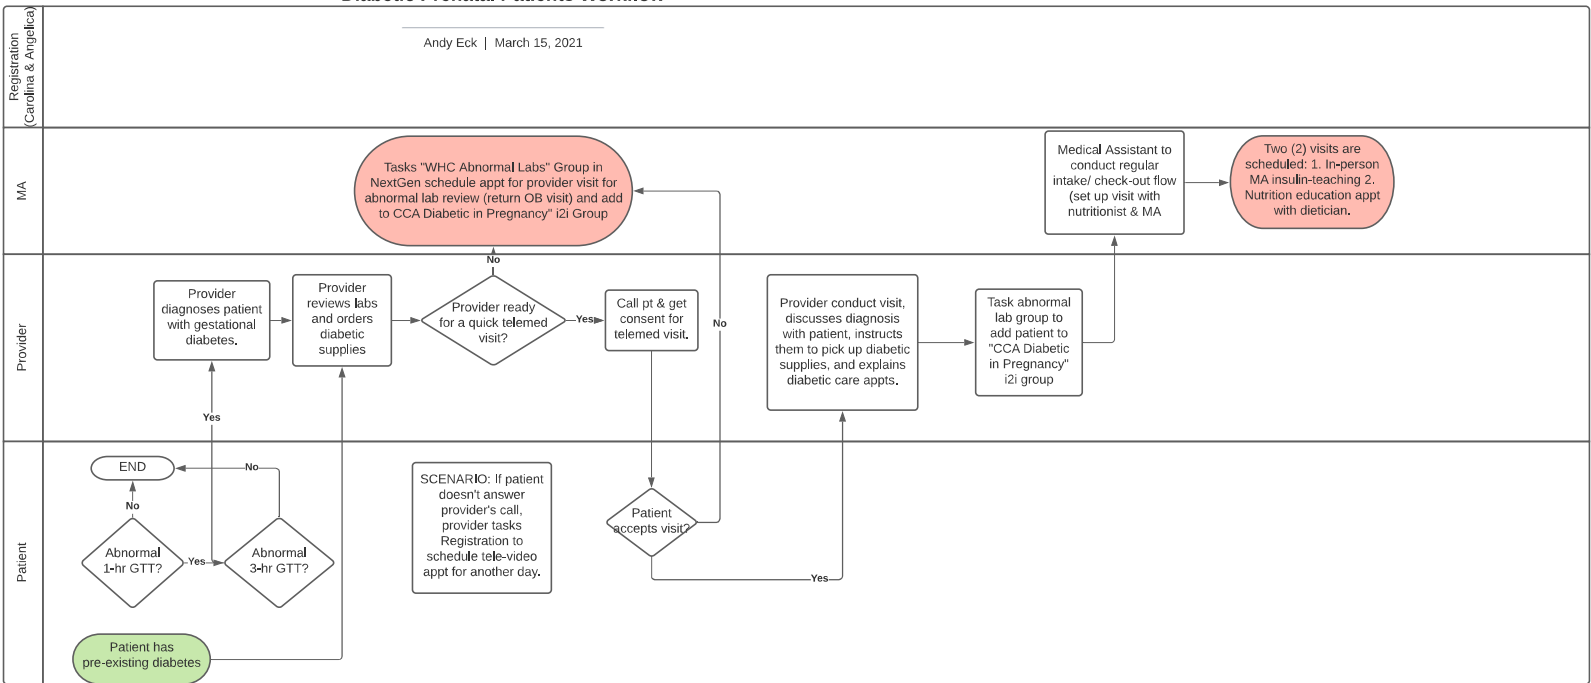 Diabetic Prenatal Patients Workflow
Andy Eck | March 15, 2021
Registration
(Carolina & Angelica)
MA
Tasks "WHC Abnormal Labs" Group in
NextGen schedule appt for provider visit for
abnormal lab review (return OB visit) and add
to CCA Diabetic in Pregnancy" i2i Group
Medical Assistant to
conduct regular
intake/ check-out flow
(set up visit with
nutritionist & MA
Two (2) visits are
scheduled: 1. In-person
MA insulin-teaching 2.
Nutrition education appt
with dietician.
Provider
Provider
diagnoses patient
with gestational
diabetes.
Provider
reviews labs
and orders
diabetic
supplies
No
Provider ready
for a quick telemed
visit?
Yes
Call pt & get
consent for
telemed visit.
No
Provider conduct visit,
discusses diagnosis
with patient, instructs
them to pick up diabetic
supplies, and explains
diabetic care appts.
Task abnormal
lab group to
add patient to
"CCA Diabetic
in Pregnancy"
i2i group
Yes
Patient
END
No
No
Abnormal
1-hr GTT?
Yes
Abnormal
3-hr GTT?
SCENARIO: If patient
doesn't answer
provider's call,
provider tasks
Registration to
schedule tele-video
appt for another day.
Patient
accepts visit?
Yes
Patient has
pre-existing diabetes